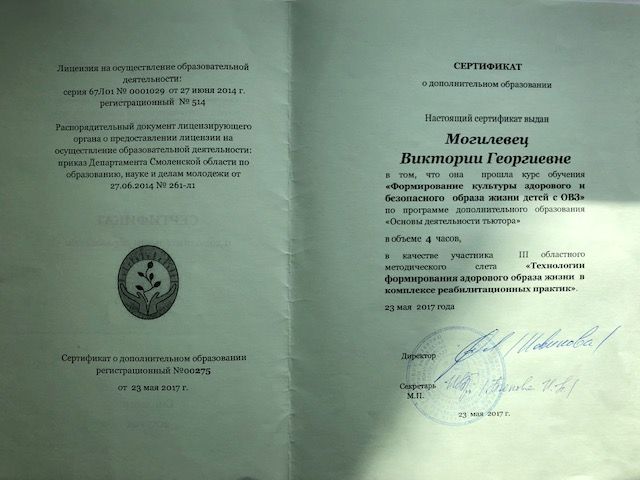 Лицензия на осуществление образовательной
деятельности:
серия 67Л01 № 0001029 от 27 июня 2014 г.
регистрационный № 514
Распорядительный документ лицензирующего
органа о предоставлении лицензии на
осуществление образовательной деятельности:
приказ Департамента Смоленской области по
образованию, науке и делам молодежи от
27.06.2014 № 261-л1
Сертификат о дополнительном образовании
регистрационный №00275
от 23 мая 2017 г.
СЕРТИФИКАТ
о дополнительном образовании
Настоящий сертификат выдан
Могилевец
Виктории Георгиевне
в том, что она прошла курс обучения
«Формирование культуры здорового и
безопасного образа жизни детей с ОВЗ»
по программе дополнительного образования
«Основы деятельности тьютора»
в объеме 4 часов,
в качестве участника III областного
методического слета «Технологии
формирования здорового образа жизни в
комплексе реабилитационных практик».
23 мая 2017 года
Директор
Секретарь
М.П.
23 мая 2017 г.